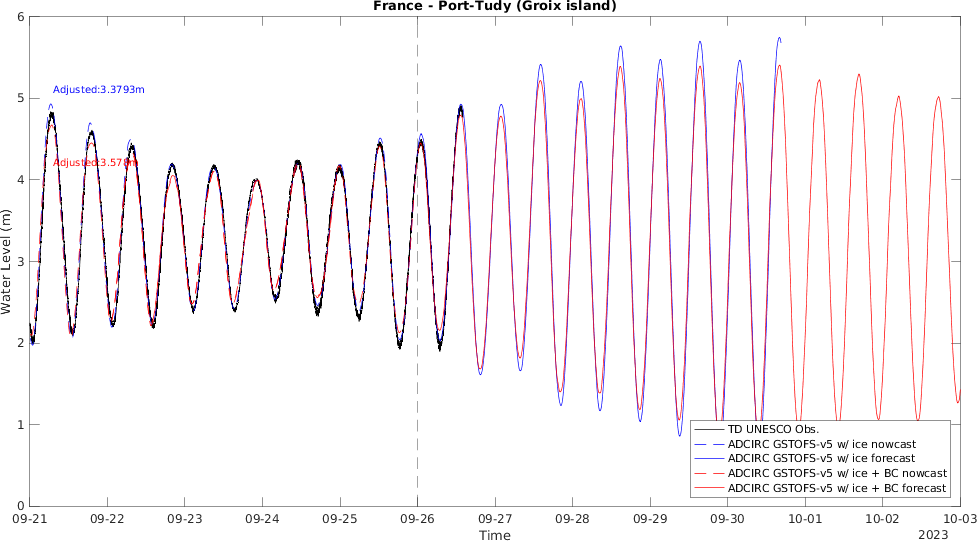 France - Port-Tudy (Groix island)
6
5
4
3
2
1
0
Water Level (m)
Adjusted:3.3793m
Adjusted:3.578m
TD UNESCO Obs.
ADCIRC GSTOFS-v5 w/ ice nowcast
ADCIRC GSTOFS-v5 w/ ice forecast
ADCIRC GSTOFS-v5 w/ ice + BC nowcast
ADCIRC GSTOFS-v5 w/ ice + BC forecast
09-21 09-22 09-23 09-24 09-25 09-26 09-27 09-28 09-29 09-30 10-01 10-02 10-03
Time
2023